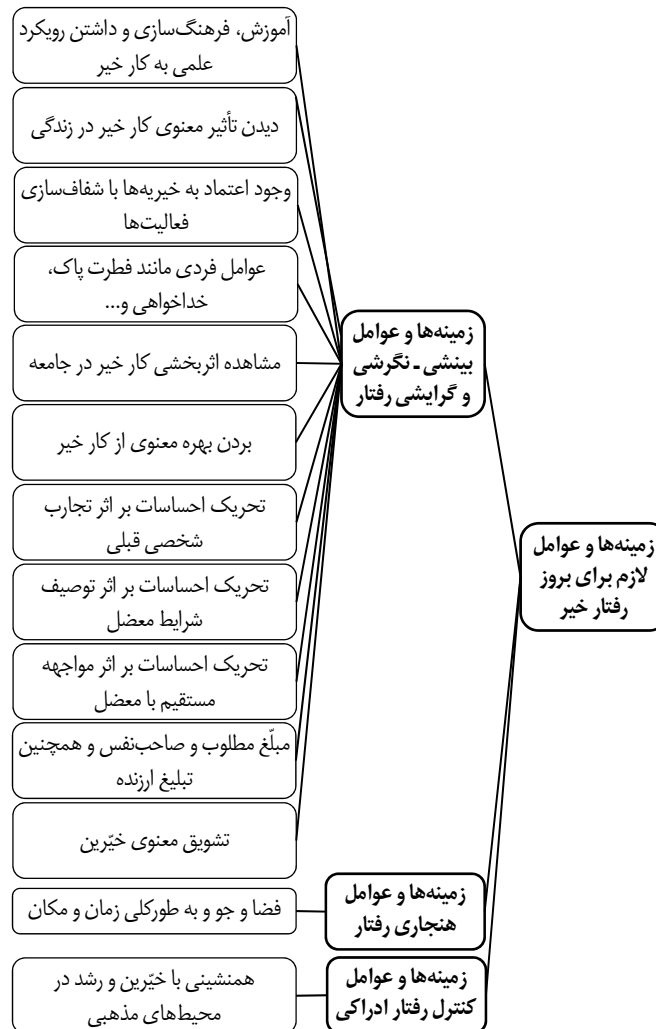 زمینه‌ها و عوامل
لازم برای بروز
رفتار خیر
زمینه‌ها و عوامل
بینشی ـ نگرشی
و گرایشی رفتار
آموزش، فرهنگ‌سازی و داشتن رویکرد
علمی به کار خیر
دیدن تأثیر معنوی کار خیر در زندگی
وجود اعتماد به خیریه‌ها با شفاف‌سازی
فعالیت‌ها
عوامل فردی مانند فطرت پاک،
خداخواهی و...
مشاهده اثربخشی کار خیر در جامعه
بردن بهره معنوی از کار خیر
تحریک احساسات بر اثر تجارب
شخصی قبلی
تحریک احساسات بر اثر توصیف
شرایط معضل
تحریک احساسات بر اثر مواجهه
مستقیم با معضل
مبلّغ مطلوب و صاحب‌نفس و همچنین
تبلیغ ارزنده
تشویق معنوی خیّرین
زمینه‌ها و عوامل
هنجاری رفتار
فضا و جو و به طورکلی زمان و مکان
زمینه‌ها و عوامل
کنترل رفتار ادراکی
همنشینی با خیّرین و رشد در
محیط‌های مذهبی